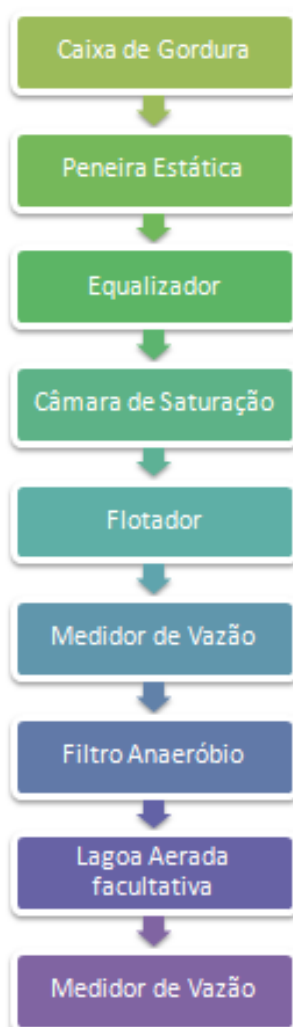 Caixa de Gordura
Peneira Estática
Equalizador
Câmara de Saturação
Flotador
Medidor de Vazão
Filtro Anaeróbio
Lagoa Aerada
facultativa
Medidor de Vazão